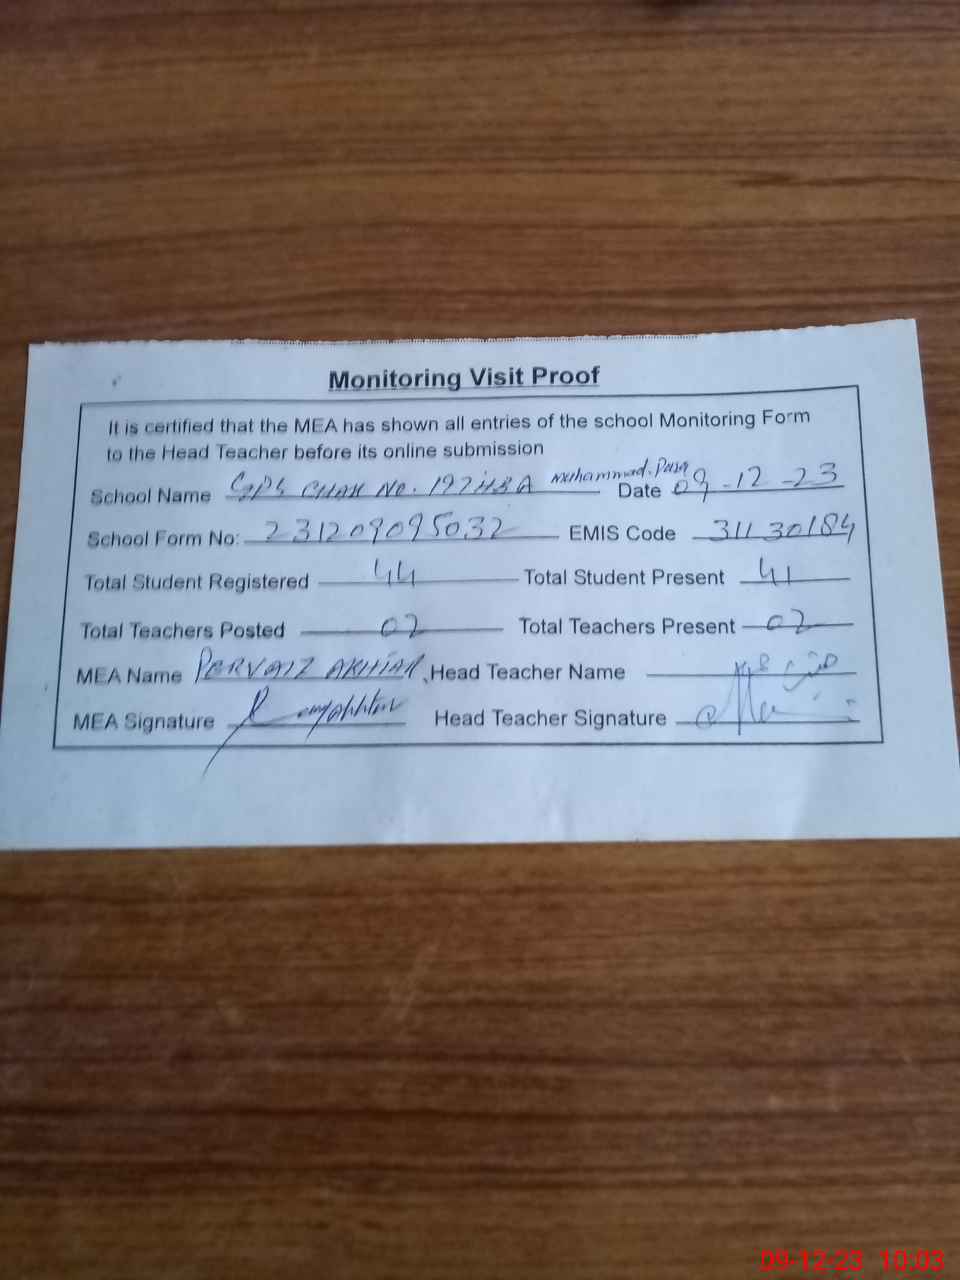 Monitoring Visit Proof
It is certified that the MEA has shown all entries of the school Monitoring Form
to the Head Teacher before its online submission
School Name GPS CHAK NO. 197/HBA Muhammad Date 09-12-23
School Form No: 231209095032 EMIS Code 31130184
Total Student Registered 44 Total Student Present 41
Total Teachers Posted 02 Total Teachers Present 02
MEA Name PERVAIZ AKHTAR Head Teacher Name
MEA Signature Head Teacher Signature
09-12-23 10:03